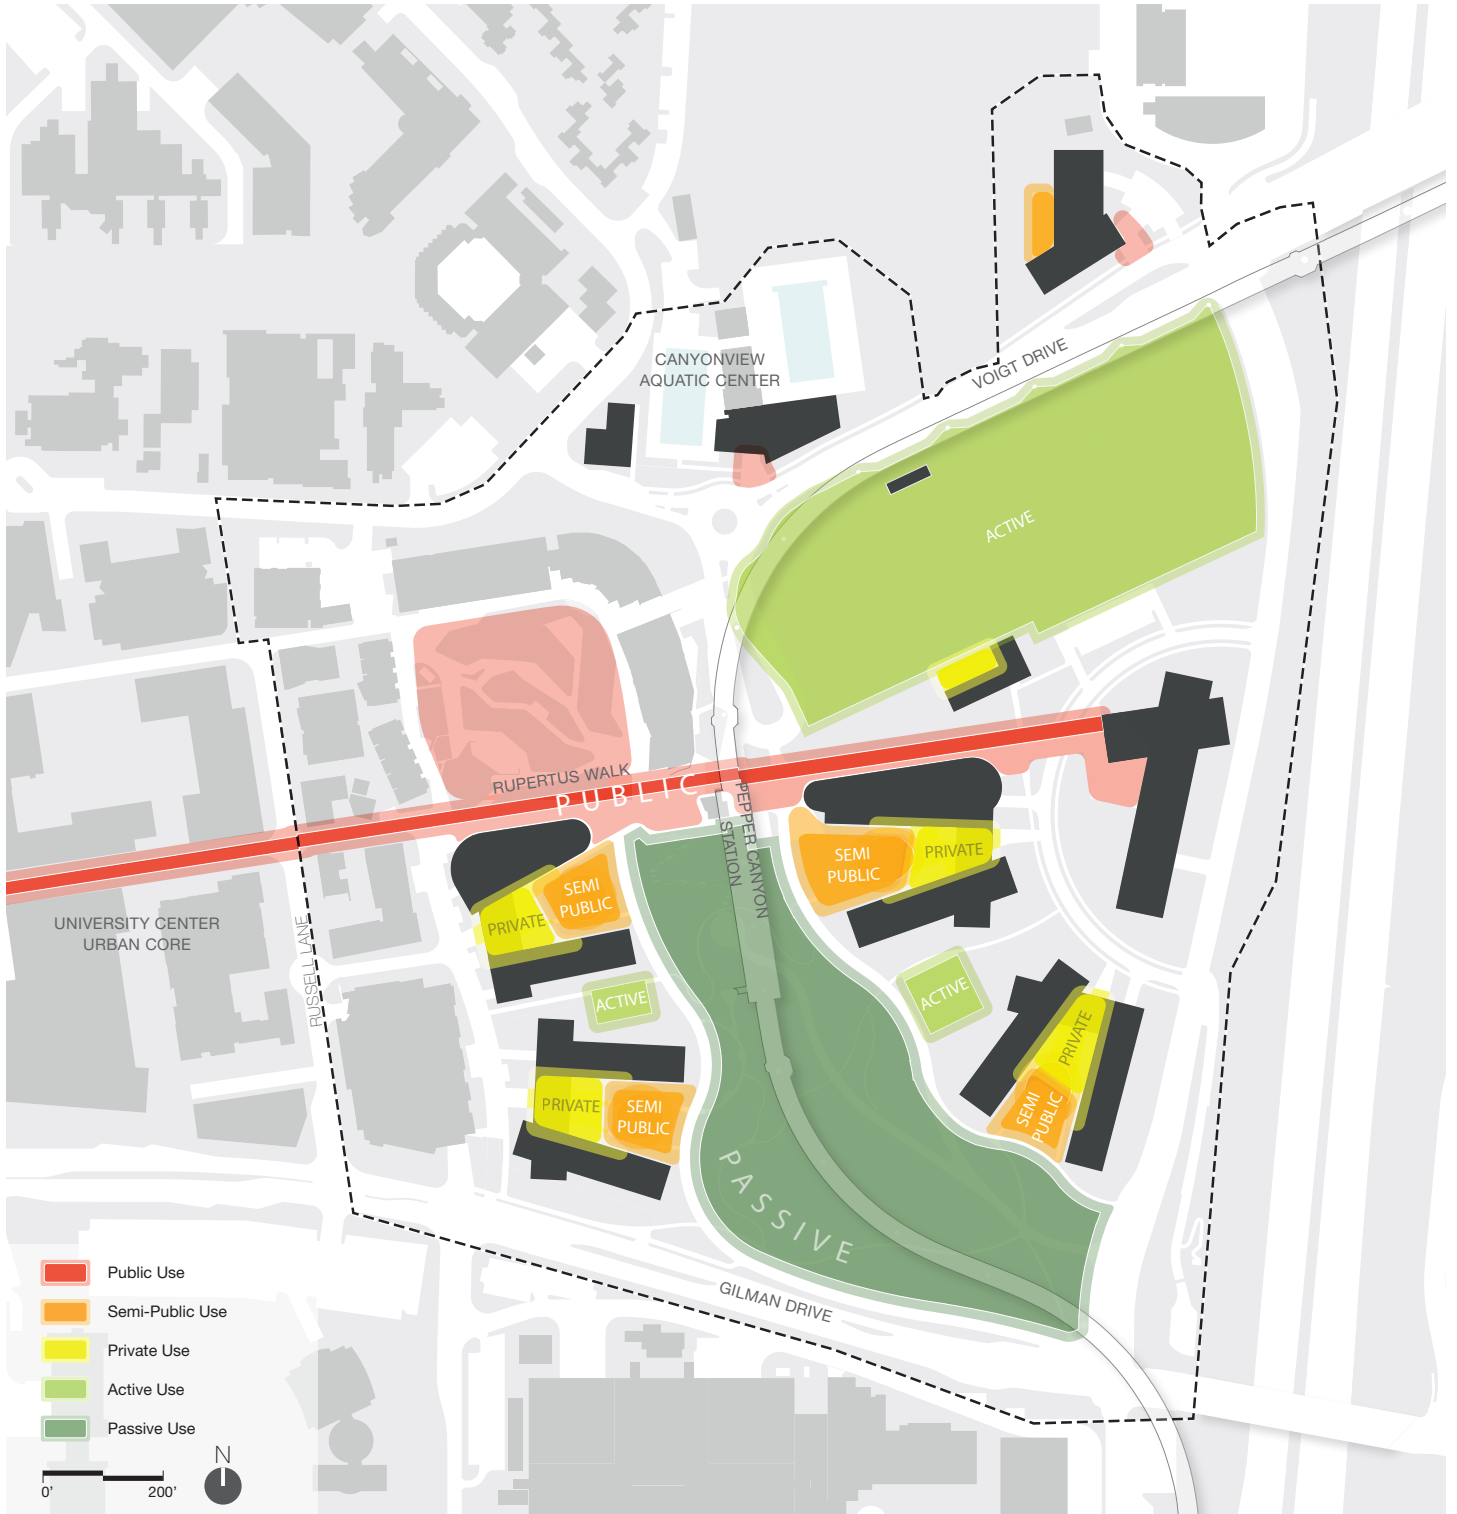 CANYONVIEW
AQUATIC CENTER
VOIGT DRIVE
ACTIVE
RUPERTUS WALK
PUBLIC
PEPPER CANYON
STATION
SEMI
PUBLIC
PRIVATE
SEMI
PUBLIC
PRIVATE
UNIVERSITY CENTER
URBAN CORE
RUSSELL LANE
ACTIVE
ACTIVE
PRIVATE
SEMI
PUBLIC
PRIVATE
SEMI
PUBLIC
PASSIVE
GILMAN DRIVE
Public Use
Semi-Public Use
Private Use
Active Use
Passive Use
N
0' 200'